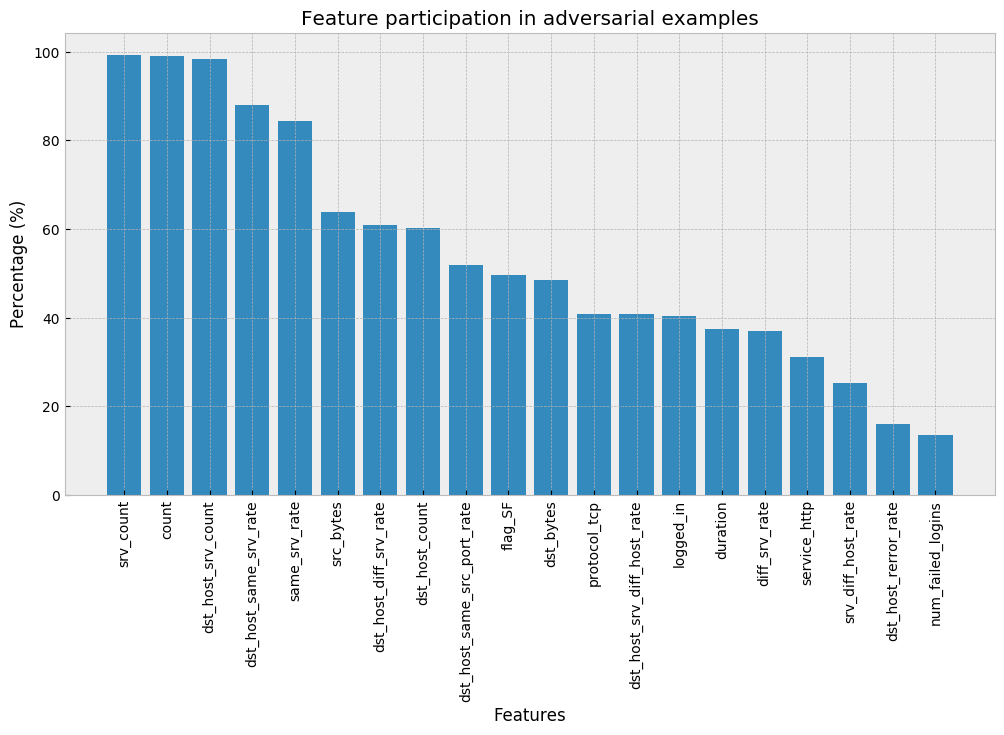 Feature participation in adversarial examples
Percentage (%)
100
80
60
40
20
0
srv_count
count
dst_host_srv_count
dst_host_same_srv_rate
same_srv_rate
src_bytes
dst_host_diff_srv_rate
dst_host_count
dst_host_same_src_port_rate
flag_SF
dst_bytes
protocol_tcp
dst_host_srv_diff_host_rate
logged_in
duration
diff_srv_rate
service_http
srv_diff_host_rate
dst_host_rerror_rate
num_failed_logins
Features